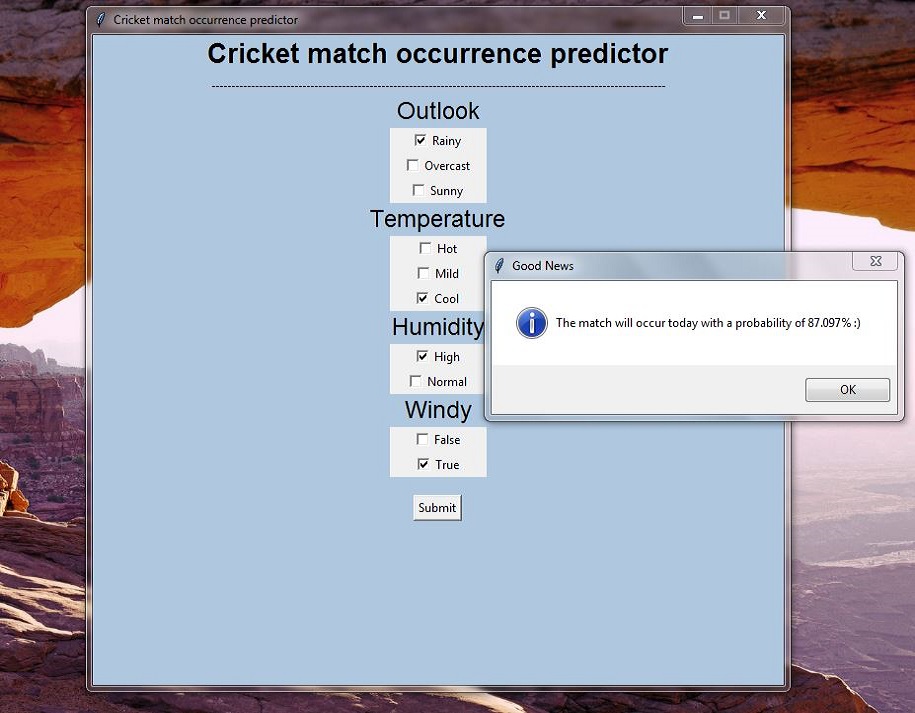 Cricket match occurrence predictor
Cricket match occurrence predictor
Outlook
Rainy
Overcast
Sunny
Temperature
Hot
Mild
Cool
Humidity
High
Normal
Windy
False
True
Submit
Good News
The match will occur today with a probability of 87.097% :)
OK